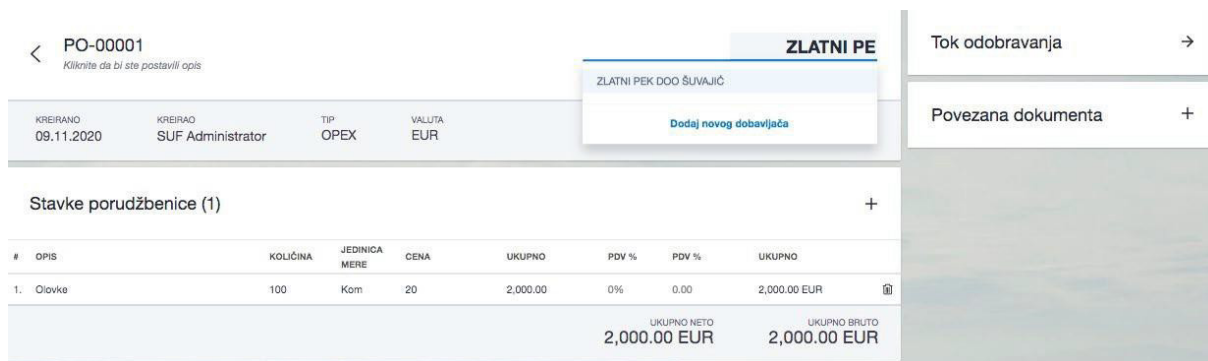 PO-00001
Kliknite da bi ste postavili opis
ZLATNI PE
ZLATNI PEK DOO ŠUVAJIĆ
Dodaj novog dobavljača
KREIRANO KREIRAO TIP VALUTA
09.11.2020 SUF Administrator OPEX EUR
Stavke porudžbenice (1)
# OPIS KOLIČINA JEDINICA MERE CENA UKUPNO PDV % PDV % UKUPNO
1. Olovke 100 Kom 20 2,000.00 0% 0.00 2,000.00 EUR
UKUPNO NETO UKUPNO BRUTO
2,000.00 EUR 2,000.00 EUR
Tok odobravanja
Povezana dokumenta